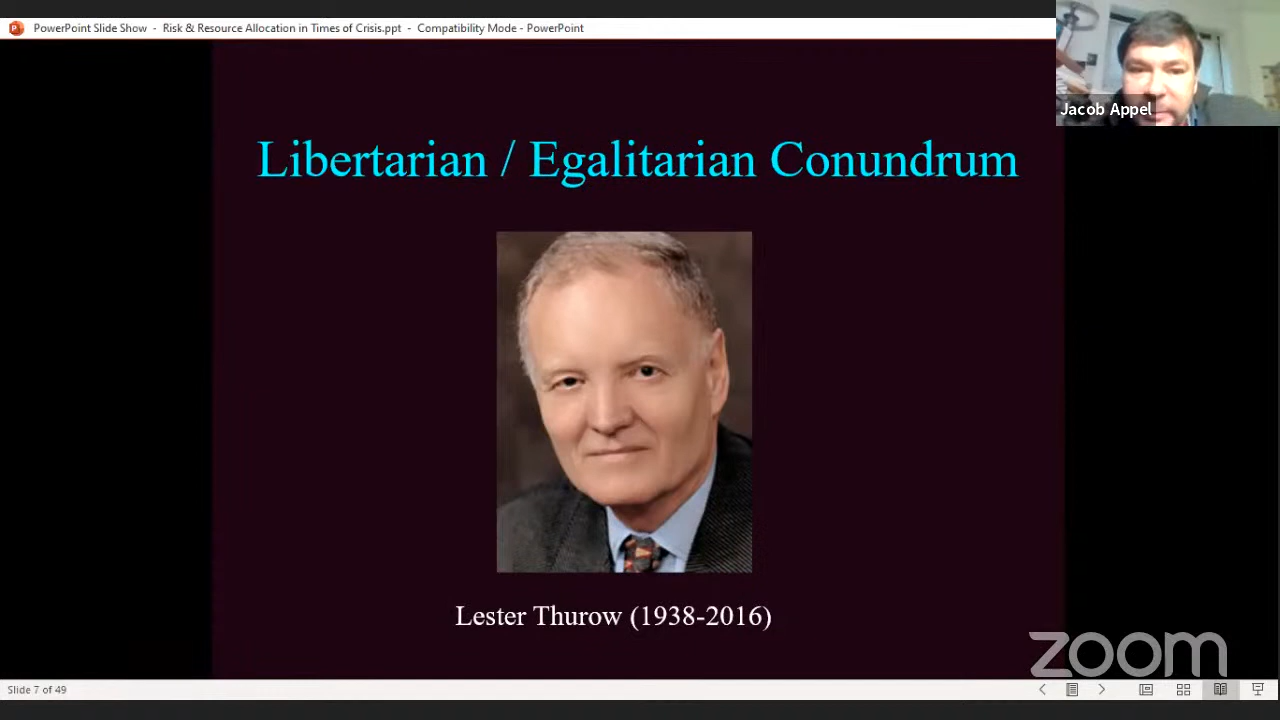 PowerPoint Slide Show - Risk & Resource Allocation in Times of Crisis.ppt - Compatibility Mode - PowerPoint
Jacob Appel
Libertarian / Egalitarian Conundrum
Lester Thurow (1938-2016)
zoom
Slide 7 of 49